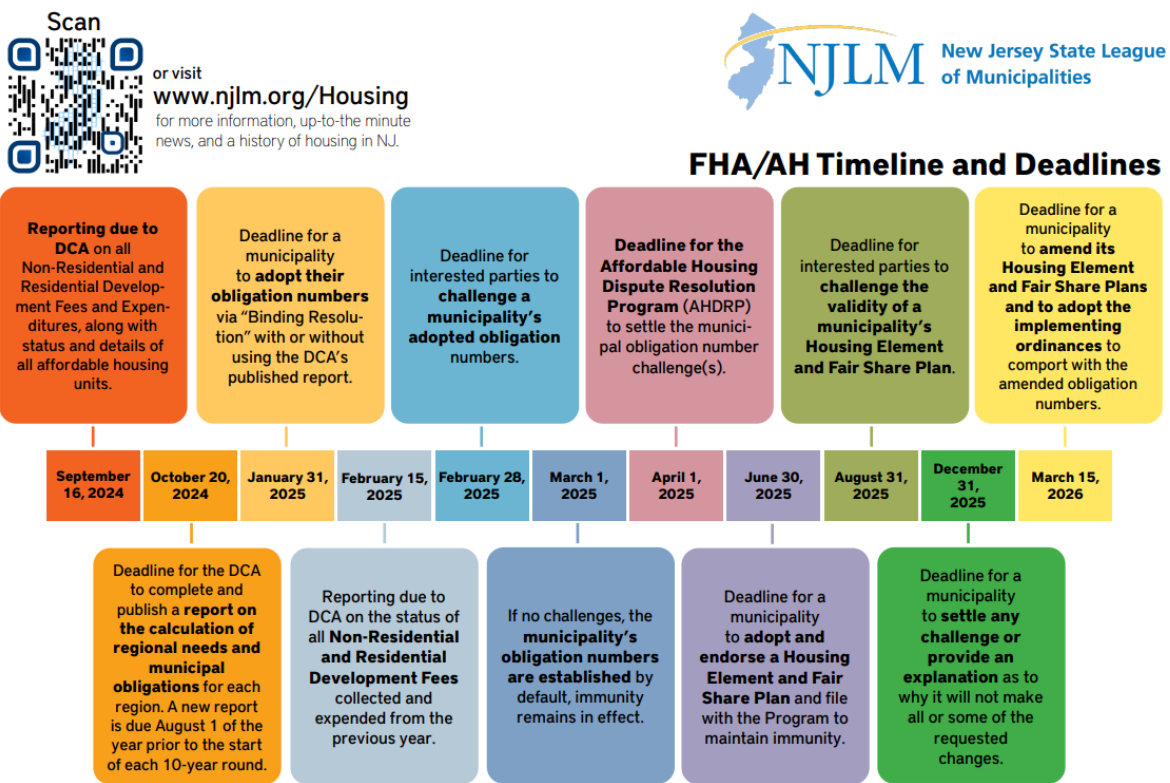 Scan
or visit
www.njlm.org/Housing
for more information, up-to-the minute
news, and a history of housing in NJ.
NJLM
New Jersey State League
of Municipalities
FHA/AH Timeline and Deadlines
Reporting due to
DCA on all
Non-Residential and
Residential Develop-
ment Fees and Expen-
ditures, along with
status and details of
all affordable housing
units.
Deadline for a
municipality
to adopt their
obligation numbers
via “Binding Resolu-
tion” with or without
using the DCA’s
published report.
Deadline for
interested parties to
challenge a
municipality’s
adopted obligation
numbers.
Deadline for the
Affordable Housing
Dispute Resolution
Program (AHDRP)
to settle the munici-
pal obligation number
challenge(s).
Deadline for
interested parties to
challenge the
validity of a
municipality’s
Housing Element
and Fair Share Plan.
Deadline for a
municipality
to amend its
Housing Element
and Fair Share Plans
and to adopt the
implementing
ordinances to
comport with the
amended obligation
numbers.
September
16, 2024
October 20,
2024
January 31,
2025
February 15,
2025
February 28,
2025
March 1,
2025
April 1,
2025
June 30,
2025
August 31,
2025
December
31,
2025
March 15,
2026
Deadline for the DCA
to complete and
publish a report on
the calculation of
regional needs and
municipal
obligations for each
region. A new report
is due August 1 of the
year prior to the start
of each 10-year round.
Reporting due to
DCA on the status of
all Non-Residential
and Residential
Development Fees
collected and
expended from the
previous year.
If no challenges, the
municipality’s
obligation numbers
are established by
default, immunity
remains in effect.
Deadline for a
municipality
to adopt and
endorse a Housing
Element and Fair
Share Plan and file
with the Program to
maintain immunity.
Deadline for a
municipality
to settle any
challenge or
provide an
explanation as to
why it will not make
all or some of the
requested
changes.